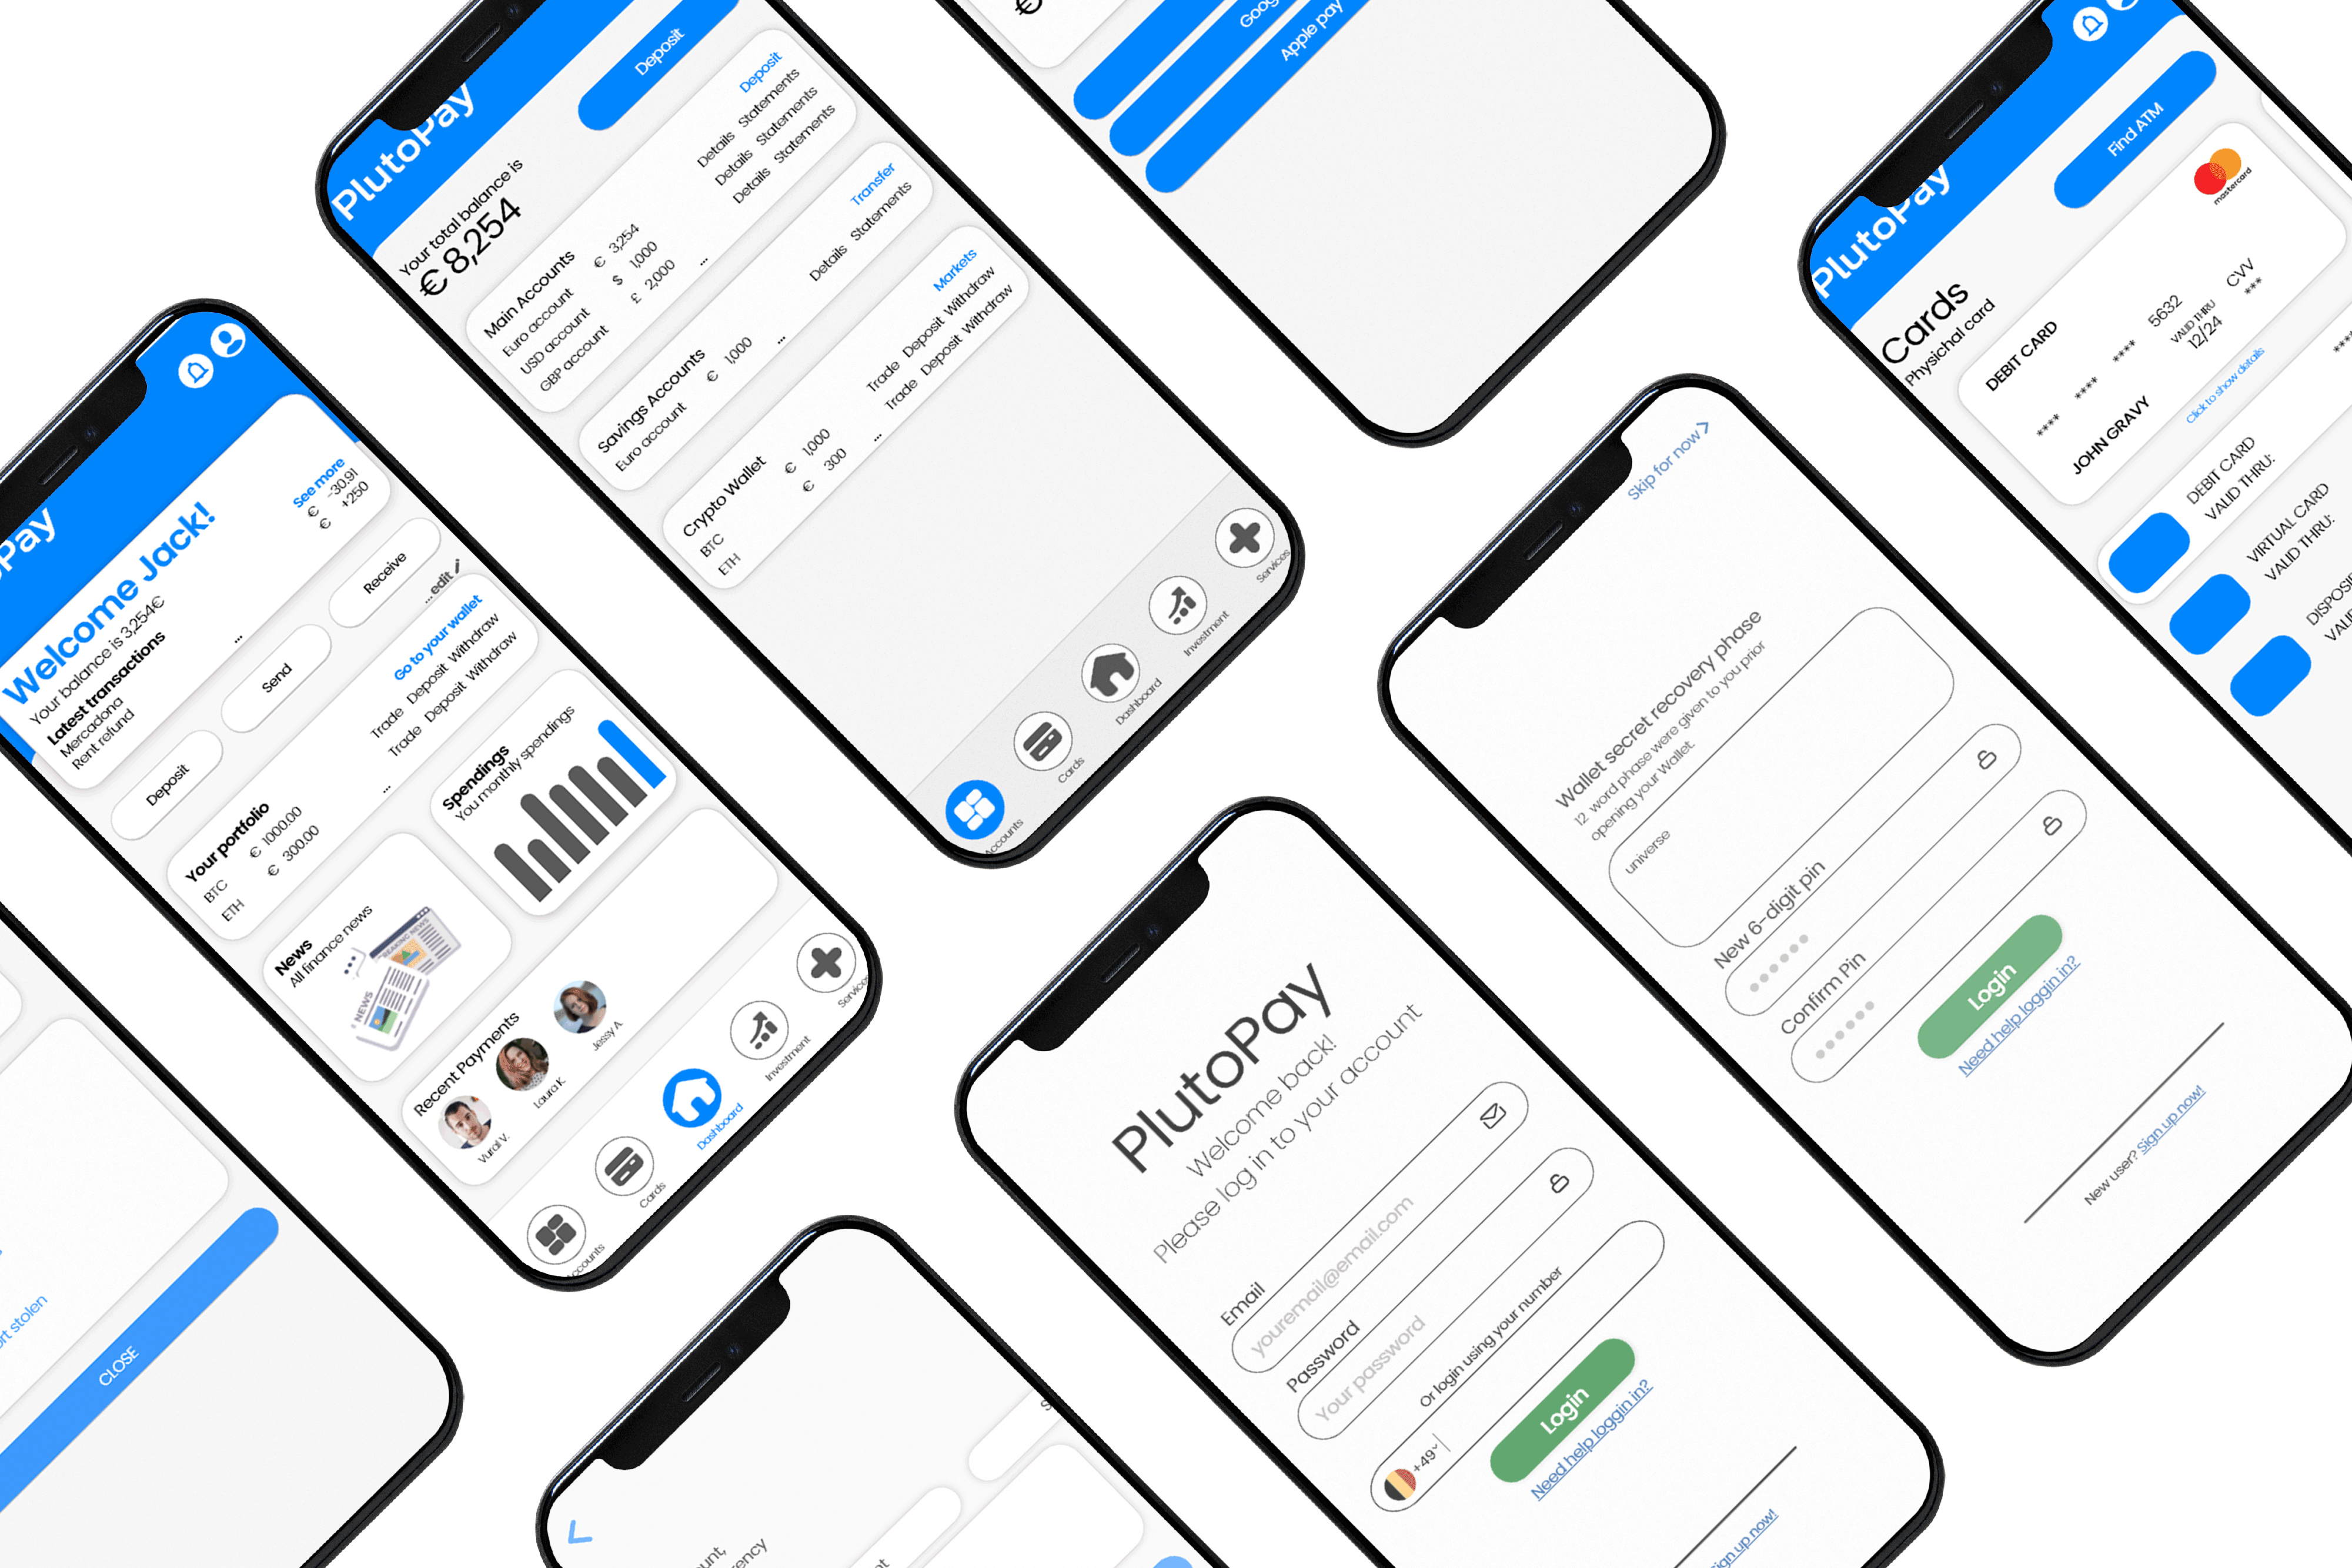 Pay
Welcome Jack!
Your balance is 3,254€
Latest transactions
See more
Mercadona ... € -30.91
Rent refund € +250
Deposit
Send
Receive
...edit
Your portfolio
Go to your wallet
BTC € 1000.00 ... Trade Deposit Withdraw
ETH € 300.00 Trade Deposit Withdraw
News
All finance news
BREAKING NEWS
NEWS
Spendings
You monthly spendings
Recent Payments
Vural V.
Laura K.
Jessy A.
Accounts
Cards
Dashboard
Investment
Services
PlutoPay
Your total balance is
€ 8,254
Deposit
Main Accounts
Deposit
Euro account € 3,254 Details Statements
USD account $ 1,000 Details Statements
GBP account £ 2,000 ... Details Statements
Savings Accounts
Transfer
Euro account € 1,000 ... Details Statements
Crypto Wallet
Markets
BTC € 1,000 Trade Deposit Withdraw
ETH € 300 ... Trade Deposit Withdraw
Accounts
Cards
Dashboard
Investment
Services
€
Apple pay
PlutoPay
Cards
Physichal card
Find ATM
DEBIT CARD
mastercard
**** **** **** 5632
VALID THRU
12/24
CVV
***
JOHN GRAVY
Click to show details
DEBIT CARD
VALID THRU:
VIRTUAL CARD
VALID THRU:
****
Skip for now >
Wallet secret recovery phase
12 word phase were given to you prior
opening your Wallet.
universe
New 6-digit pin
Confirm Pin
Login
Need help loggin in?
New user? Sign up now!
PlutoPay
Welcome back!
Please log in to your account
Email
youremail@email.com
Password
Your password
Or login using your number
+49
Login
Need help loggin in?
up now!
stolen
CLOSE